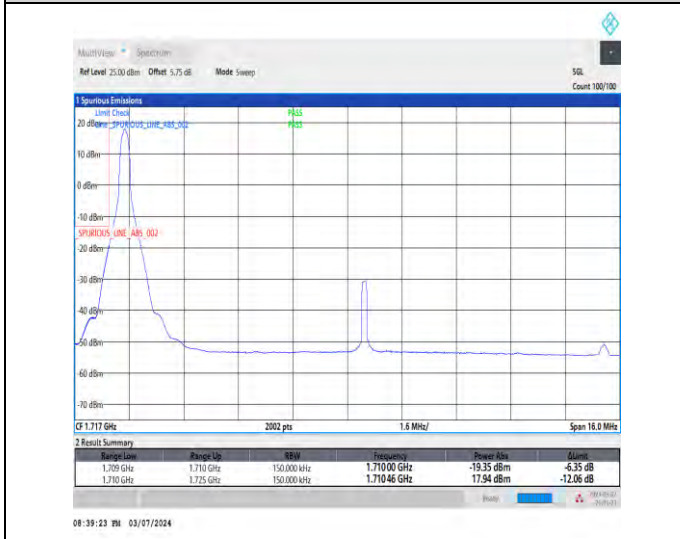 MultiView Spectrum
Ref Level 25.00 dBm Offset 5.75 dB Mode Sweep SGL
Count 100/100
1 Spurious Emissions
Limit Check PASS
Line _SPURIOUS_LINE_ABS_002 PASS
20 dBm
10 dBm
0 dBm
-10 dBm
SPURIOUS_LINE_ABS_002
-20 dBm
-30 dBm
-40 dBm
-50 dBm
-60 dBm
-70 dBm
CF 1.717 GHz 2002 pts 1.6 MHz/ Span 16.0 MHz
2 Result Summary
Range Low Range Up RBW Frequency Power Abs ΔLimit
1.709 GHz 1.710 GHz 150.000 kHz 1.71000 GHz -19.35 dBm -6.35 dB
1.710 GHz 1.725 GHz 150.000 kHz 1.71046 GHz 17.94 dBm -12.06 dB
Ready
08:39:23 PM 03/07/2024